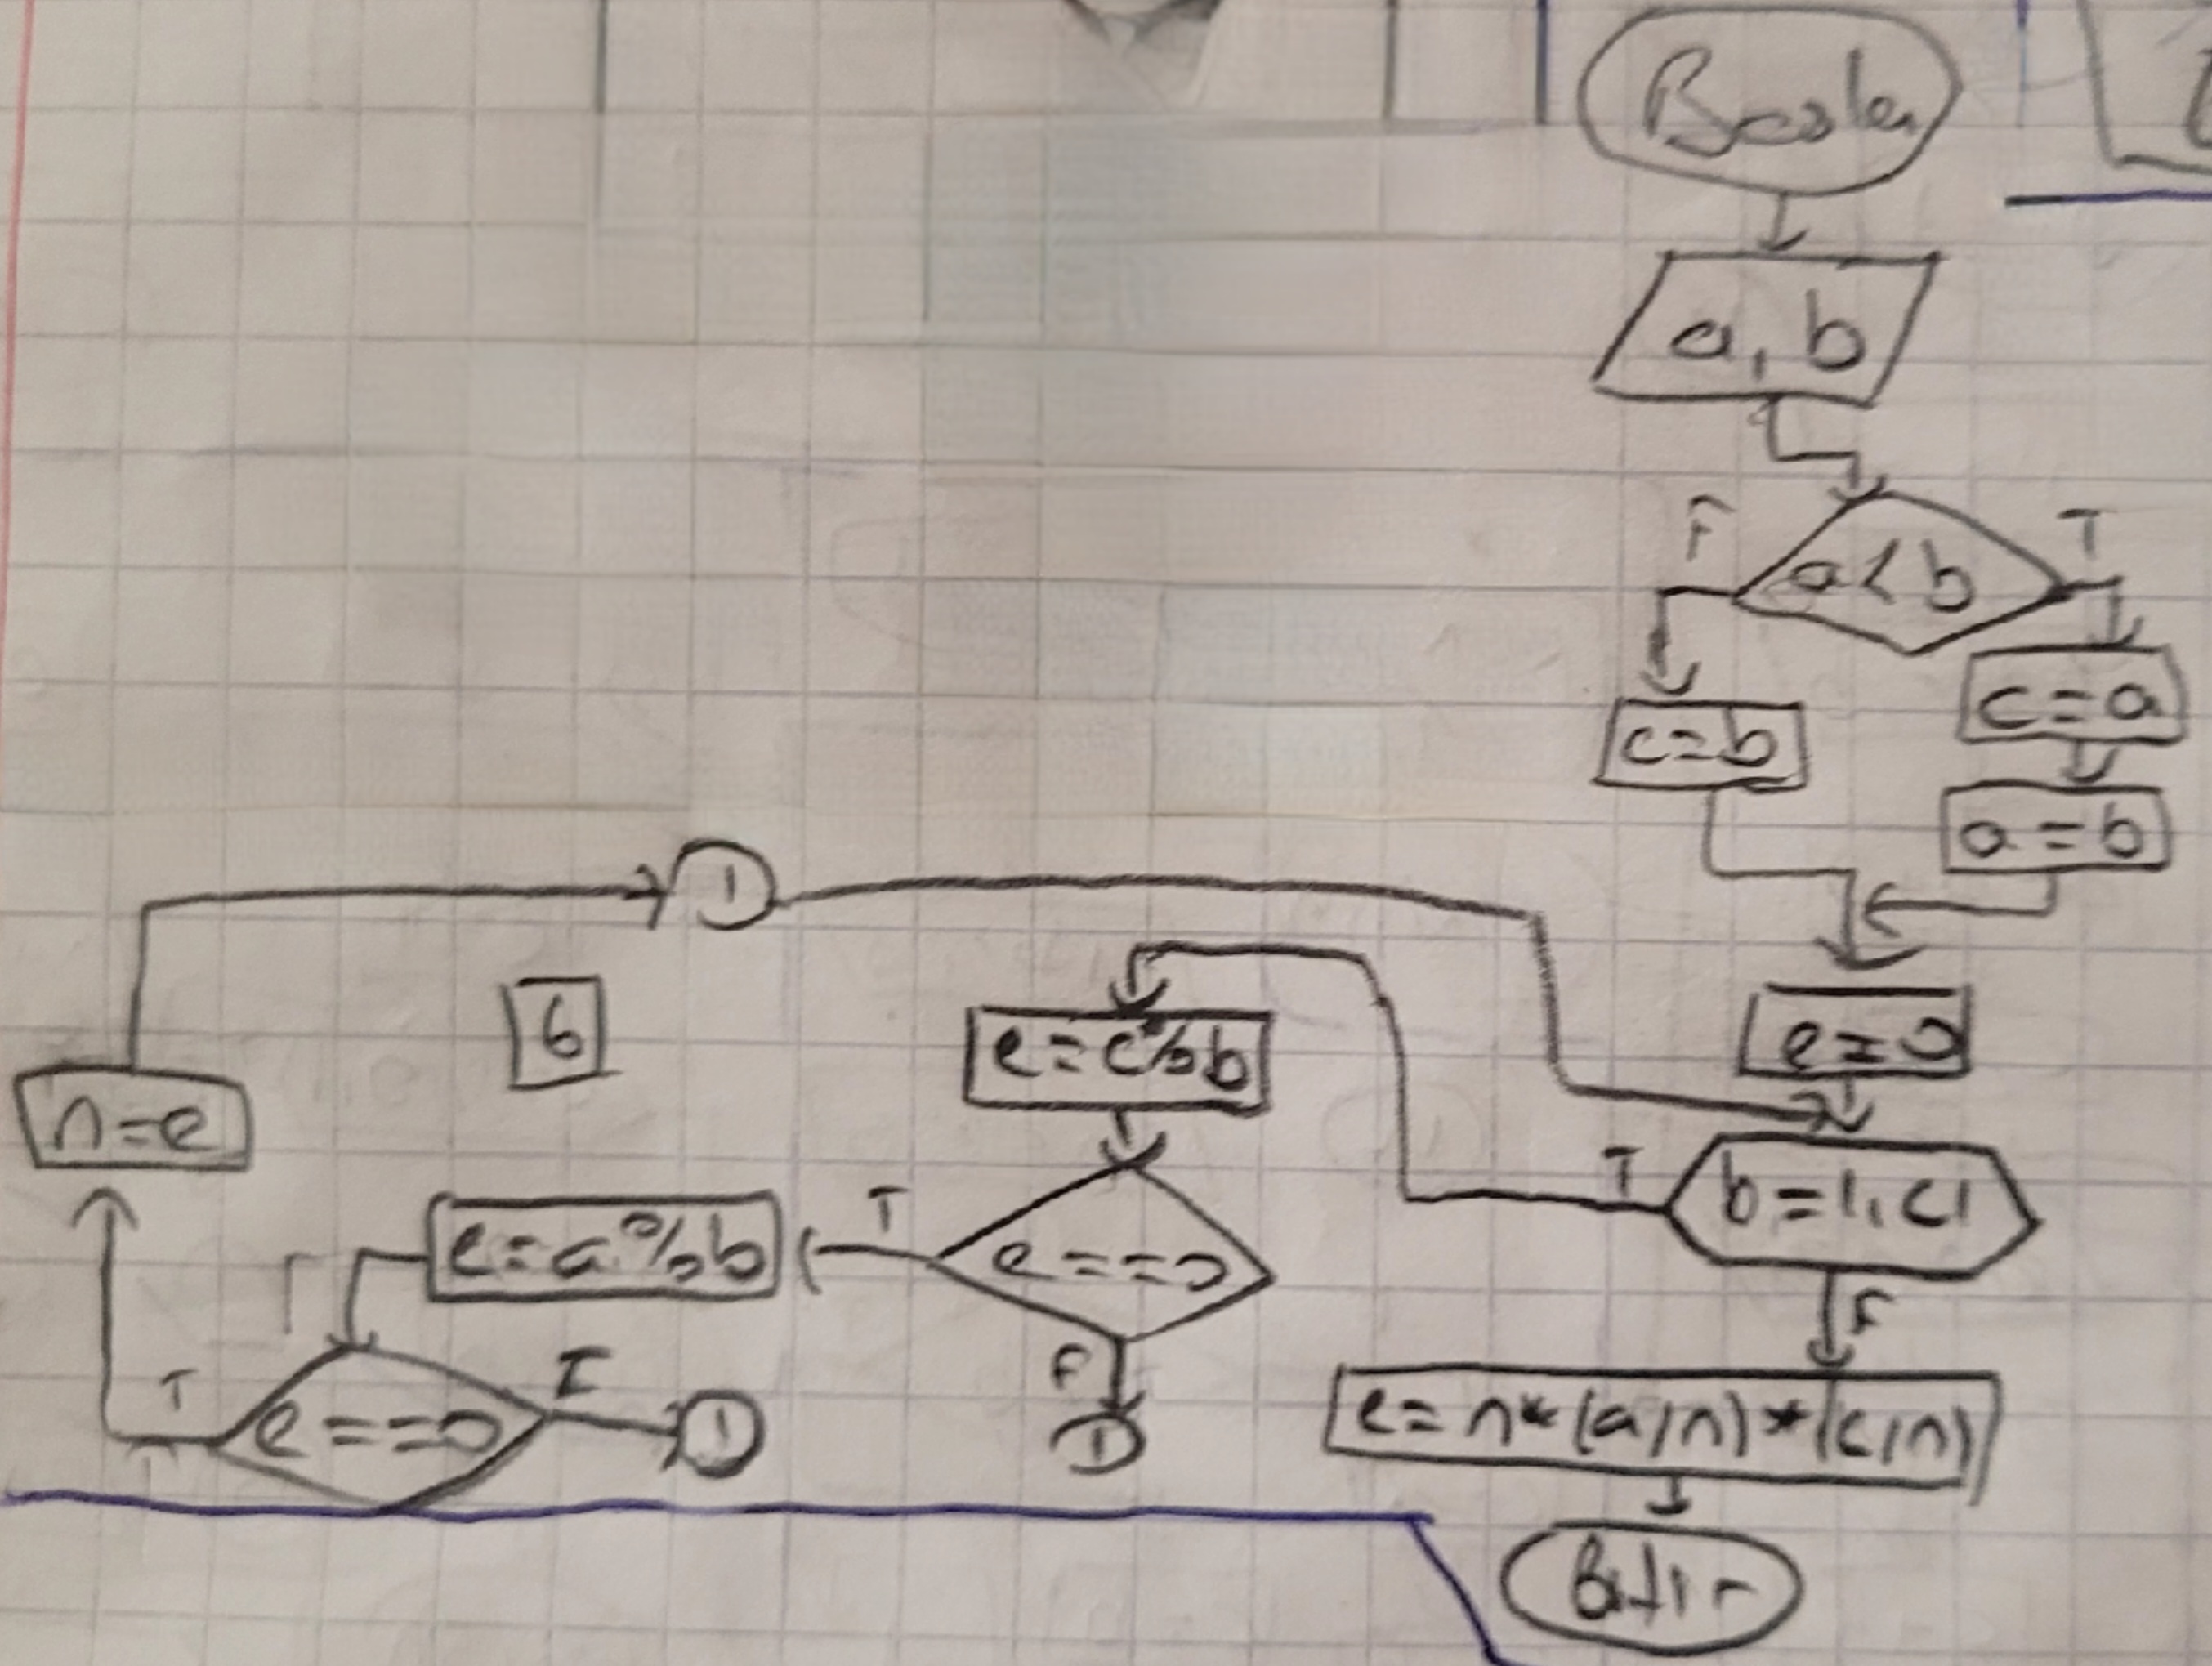 Başla
a, b
F
a<b
T
c=b
c=a
a=b
e=0
b=1,c,1
T
F
e=c%b
e==0
T
F
1
e=a%b
e==0
T
1
n=e
1
6
e=n*(a/n)*(c/n)
Bitir